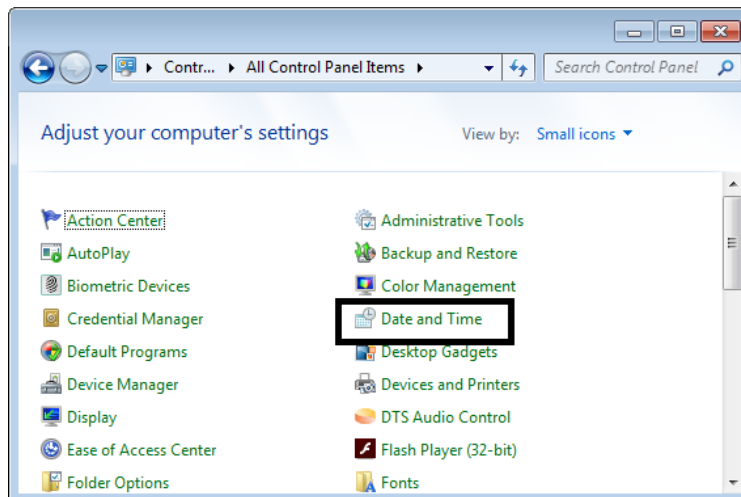 Contr... All Control Panel Items Search Control Panel
Adjust your computer's settings View by: Small icons
Action Center Administrative Tools
AutoPlay Backup and Restore
Biometric Devices Color Management
Credential Manager Date and Time
Default Programs Desktop Gadgets
Device Manager Devices and Printers
Display DTS Audio Control
Ease of Access Center Flash Player (32-bit)
Folder Options Fonts